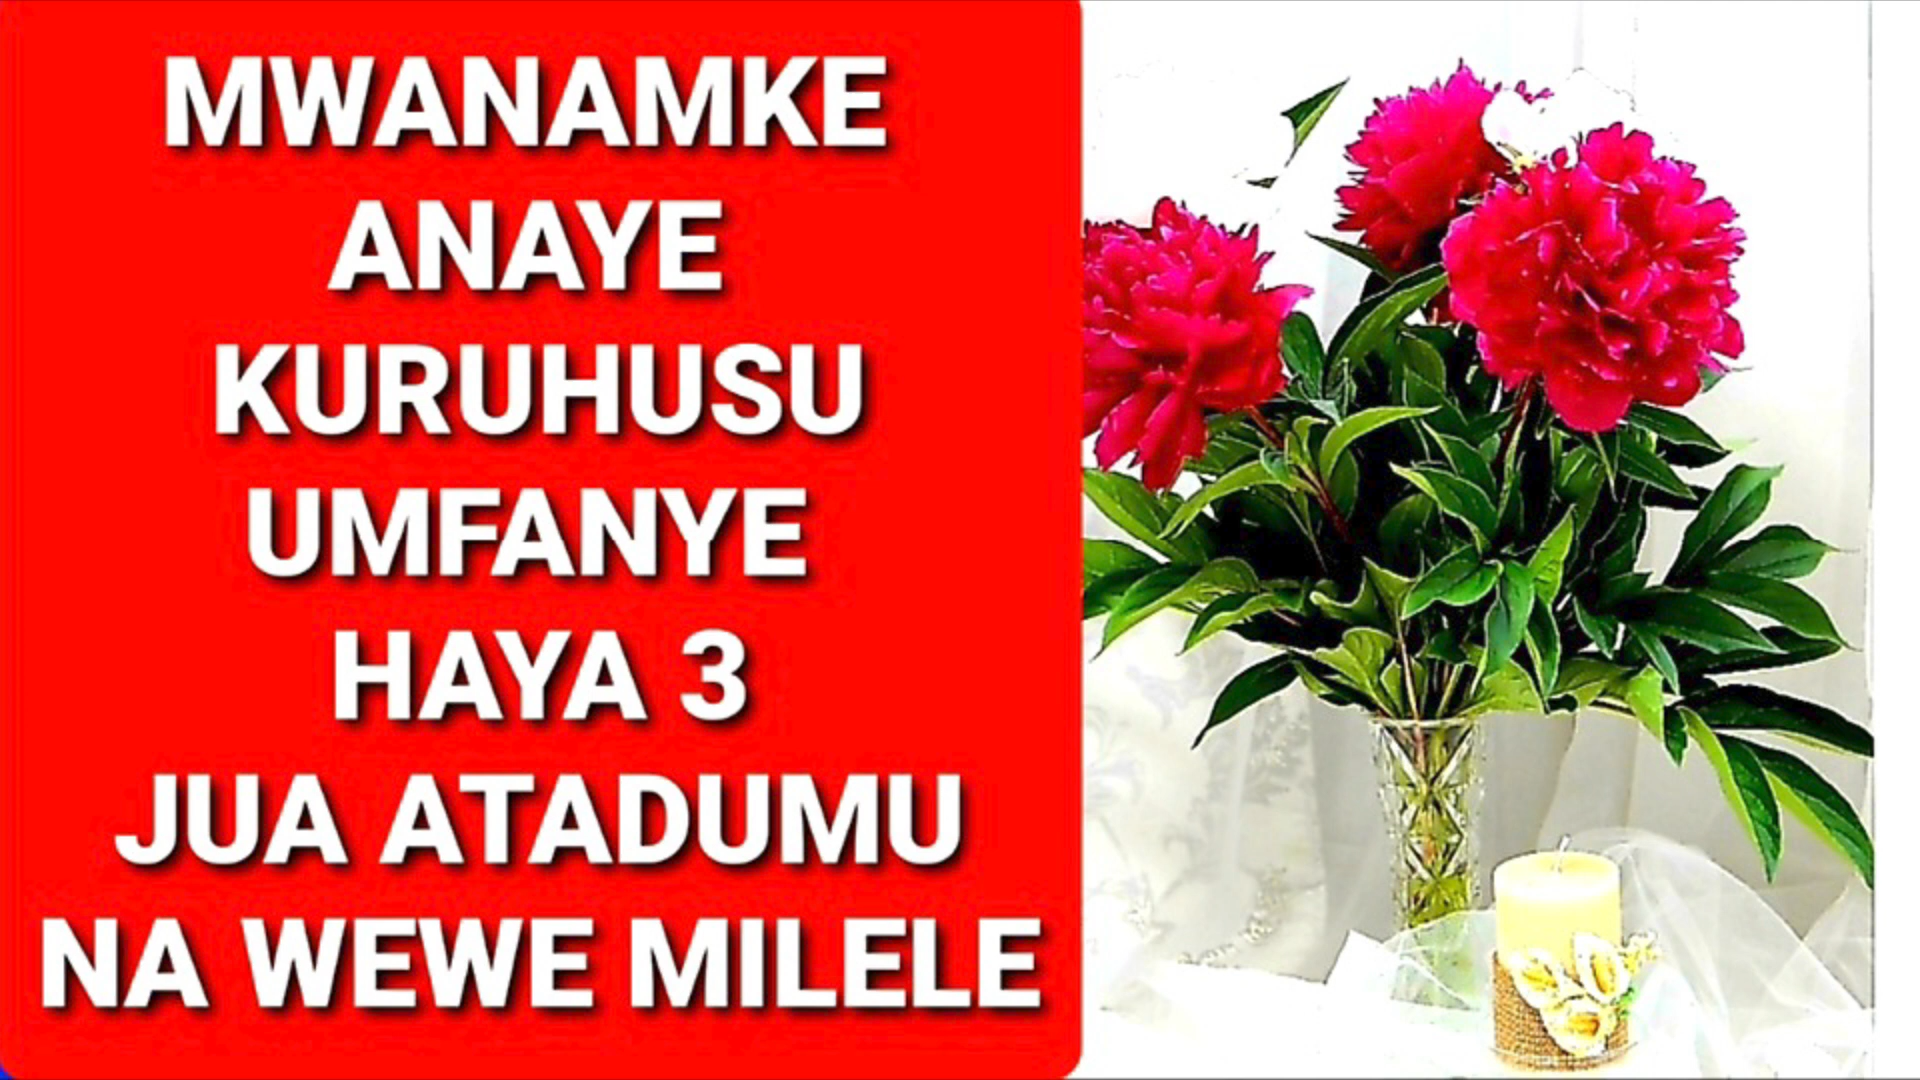 MWANAMKE
ANAYE
KURUHUSU
UMFANYE
HAYA 3
JUA ATADUMU
NA WEWE MILELE